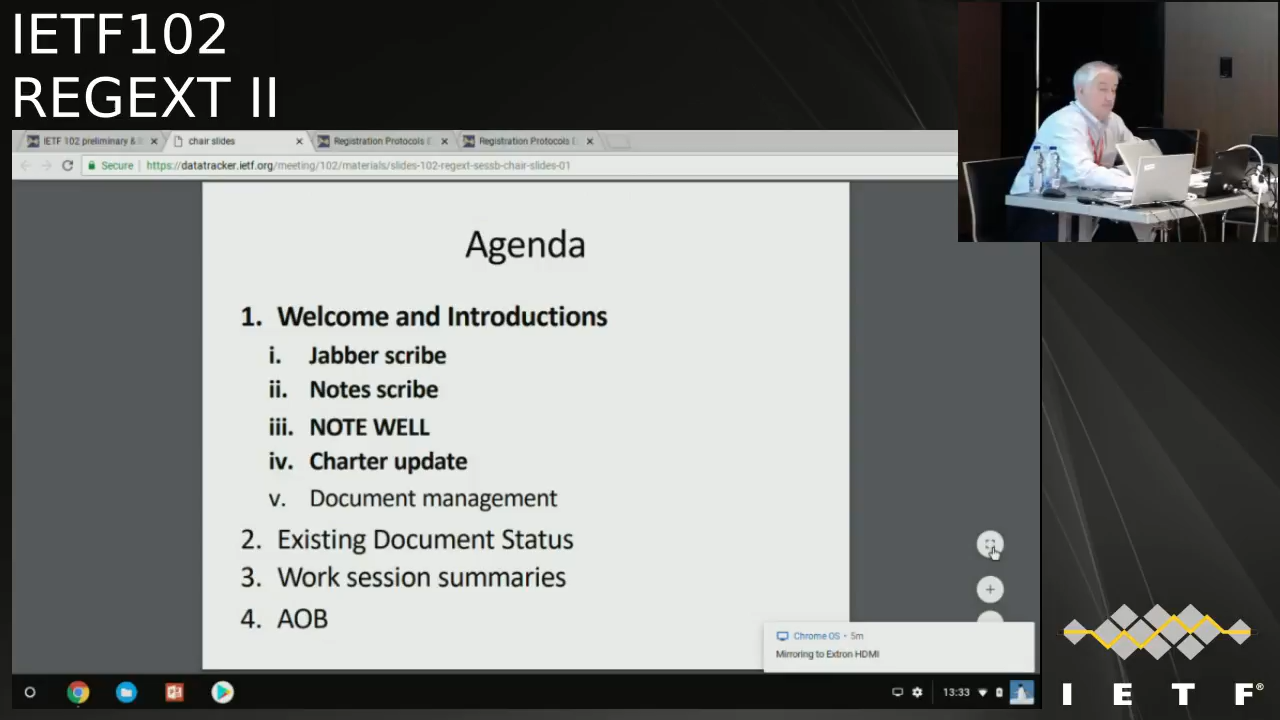 IETF102
REGEXT II
IETF 102 preliminary &
chair slides
Registration Protocols
Registration Protocols
Secure
https://datatracker.ietf.org/meeting/102/materials/slides-102-regext-sessb-chair-slides-01
Agenda
1. Welcome and Introductions
i. Jabber scribe
ii. Notes scribe
iii. NOTE WELL
iv. Charter update
v. Document management
2. Existing Document Status
3. Work session summaries
4. AOB
Chrome OS · 5m
Mirroring to Extron HDMI
13:33
I E T F®